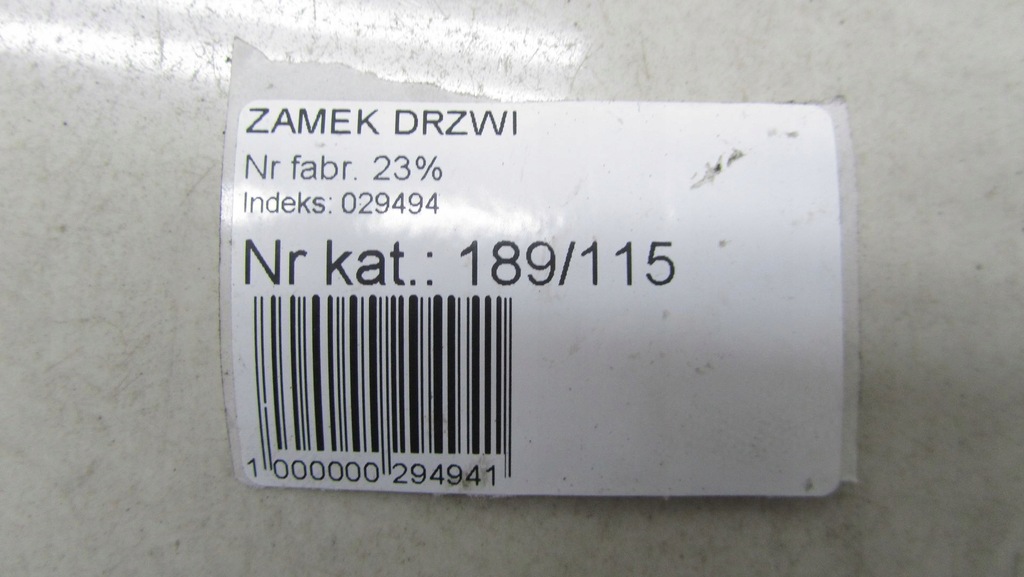 ZAMEK DRZWI
Nr fabr. 23%
Indeks: 029494
Nr kat.: 189/115
1 000000 294941